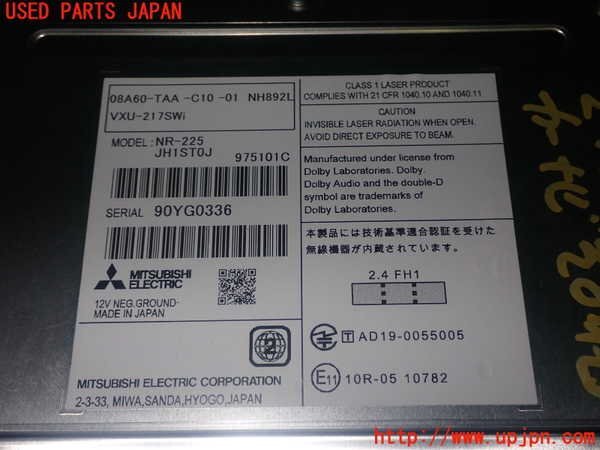 USED PARTS JAPAN
08A60-TAA -C10 -01 NH892L
VXU-217SWi
MODEL: NR-225
JH1ST0J 975101C
SERIAL 90YG0336
MITSUBISHI
ELECTRIC
12V NEG.GROUND-
MADE IN JAPAN
2
MITSUBISHI ELECTRIC CORPORATION
2-3-33, MIWA,SANDA,HYOGO,JAPAN
CLASS 1 LASER PRODUCT
COMPLIES WITH 21 CFR 1040.10 AND 1040.11
CAUTION
INVISIBLE LASER RADIATION WHEN OPEN.
AVOID DIRECT EXPOSURE TO BEAM.
Manufactured under license from
Dolby Laboratories. Dolby,
Dolby Audio and the double-D
symbol are trademarks of
Dolby Laboratories.
本製品には技術基準適合認証を受けた
無線機器が内蔵されています。
2.4 FH1
T AD19-0055005
E11 10R-05 10782
http://www.upjpn.com